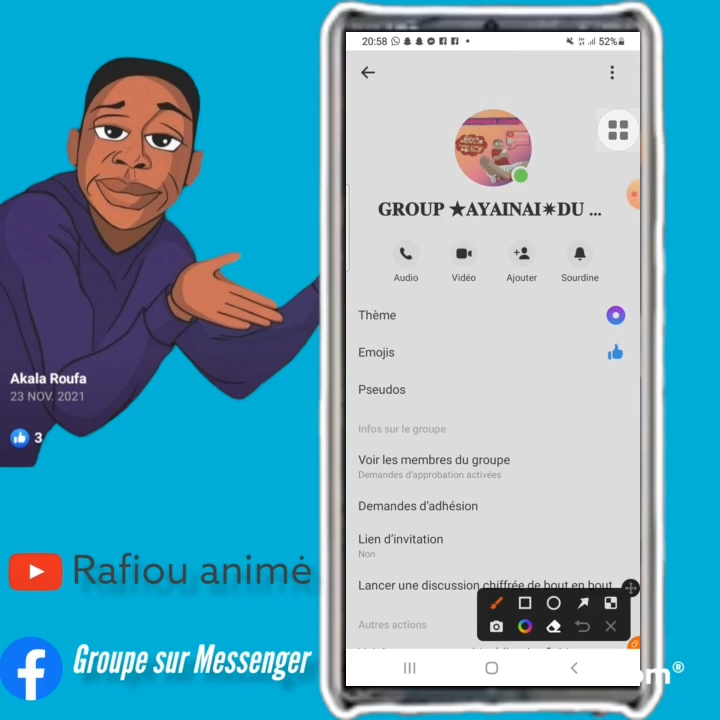 20:58
52%
GROUP ★AYAINAI✷DU ...
Audio
Vidéo
Ajouter
Sourdine
Thème
Emojis
Pseudos
Infos sur le groupe
Voir les membres du groupe
Demandes d'approbation activées
Demandes d'adhésion
Lien d'invitation
Non
Lancer une discussion chiffrée de bout en bout
Autres actions
Akala Roufa
23 NOV. 2021
3
Rafiou animė
Groupe sur Messenger
m®